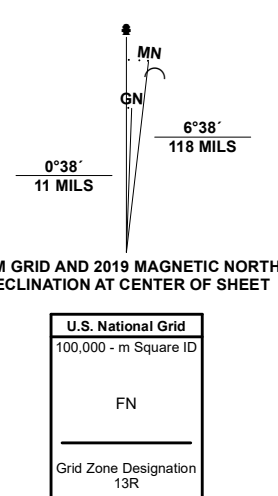 MN
GN
6°38´
118 MILS
0°38´
11 MILS
M GRID AND 2019 MAGNETIC NORTH
ECLINATION AT CENTER OF SHEET
U.S. National Grid
100,000 - m Square ID
FN
Grid Zone Designation
13R